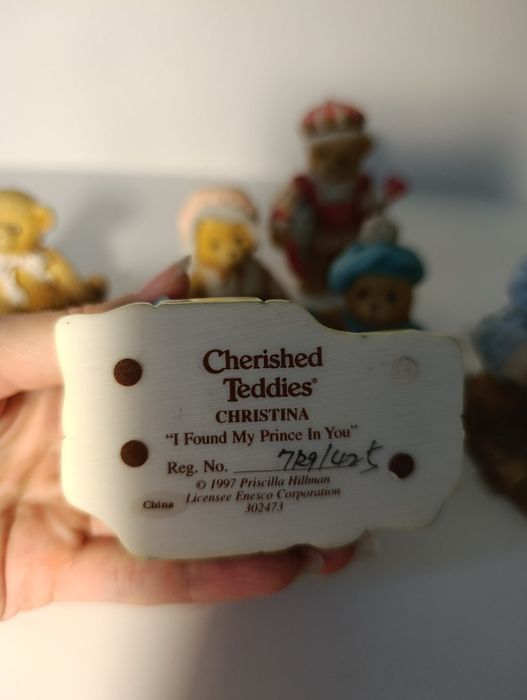 Cherished
Teddies®
CHRISTINA
“I Found My Prince In You”
Reg. No. 7R9/425
© 1997 Priscilla Hillman
Licensee Enesco Corporation
302473
China